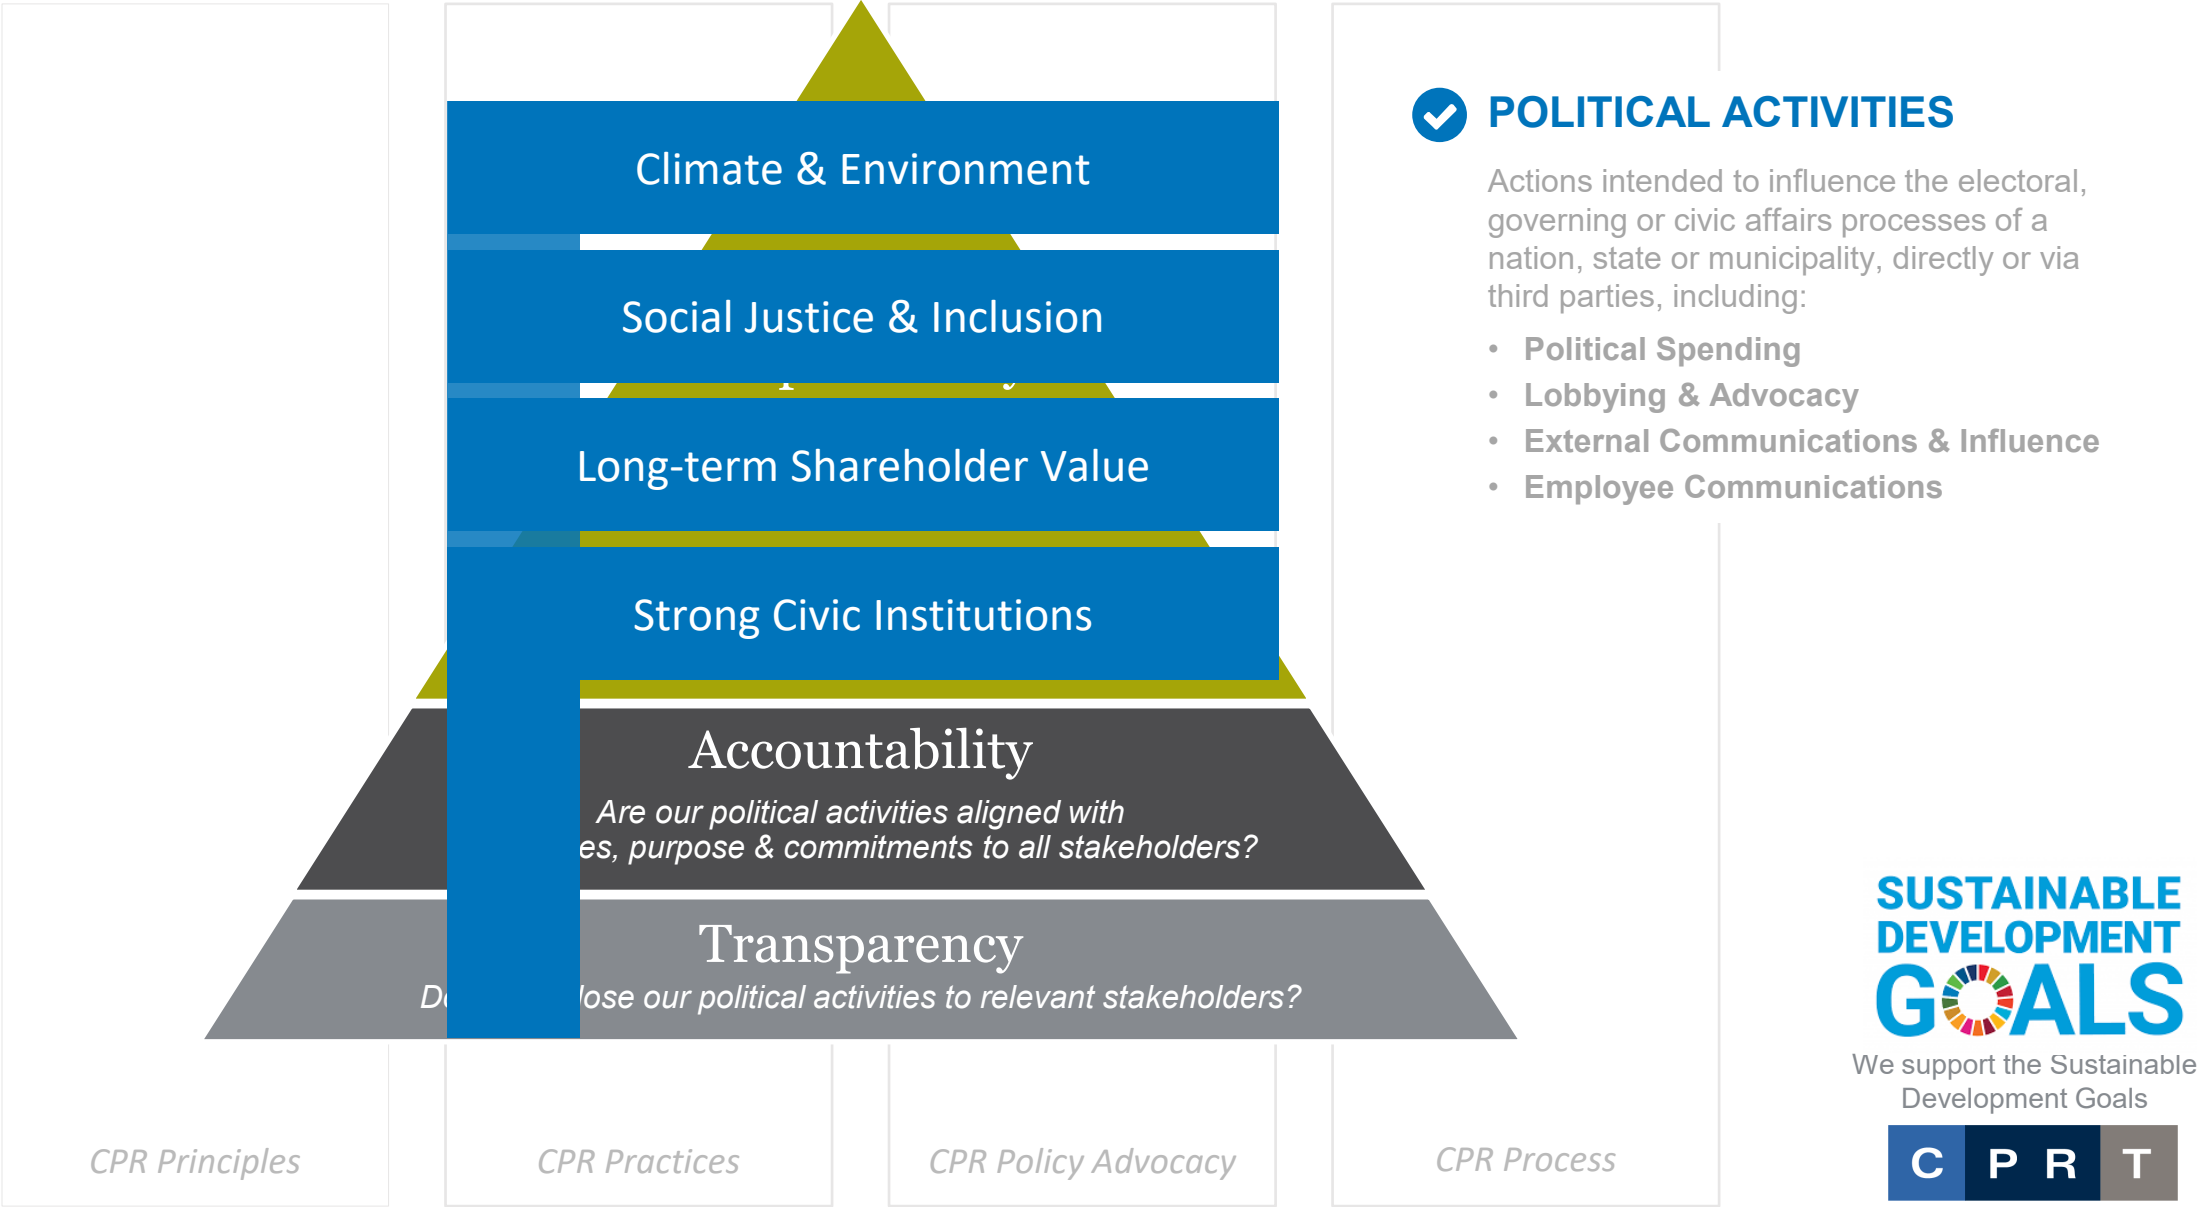 Climate & Environment
Social Justice & Inclusion
Long-term Shareholder Value
Strong Civic Institutions
Accountability
Are our political activities aligned with
purpose & commitments to all stakeholders?
Transparency
our political activities to relevant stakeholders?
POLITICAL ACTIVITIES
Actions intended to influence the electoral,
governing or civic affairs processes of a
nation, state or municipality, directly or via
third parties, including:
• Political Spending
• Lobbying & Advocacy
• External Communications & Influence
• Employee Communications
SUSTAINABLE
DEVELOPMENT
GOALS
We support the Sustainable
Development Goals
C P R T
CPR Principles
CPR Practices
CPR Policy Advocacy
CPR Process